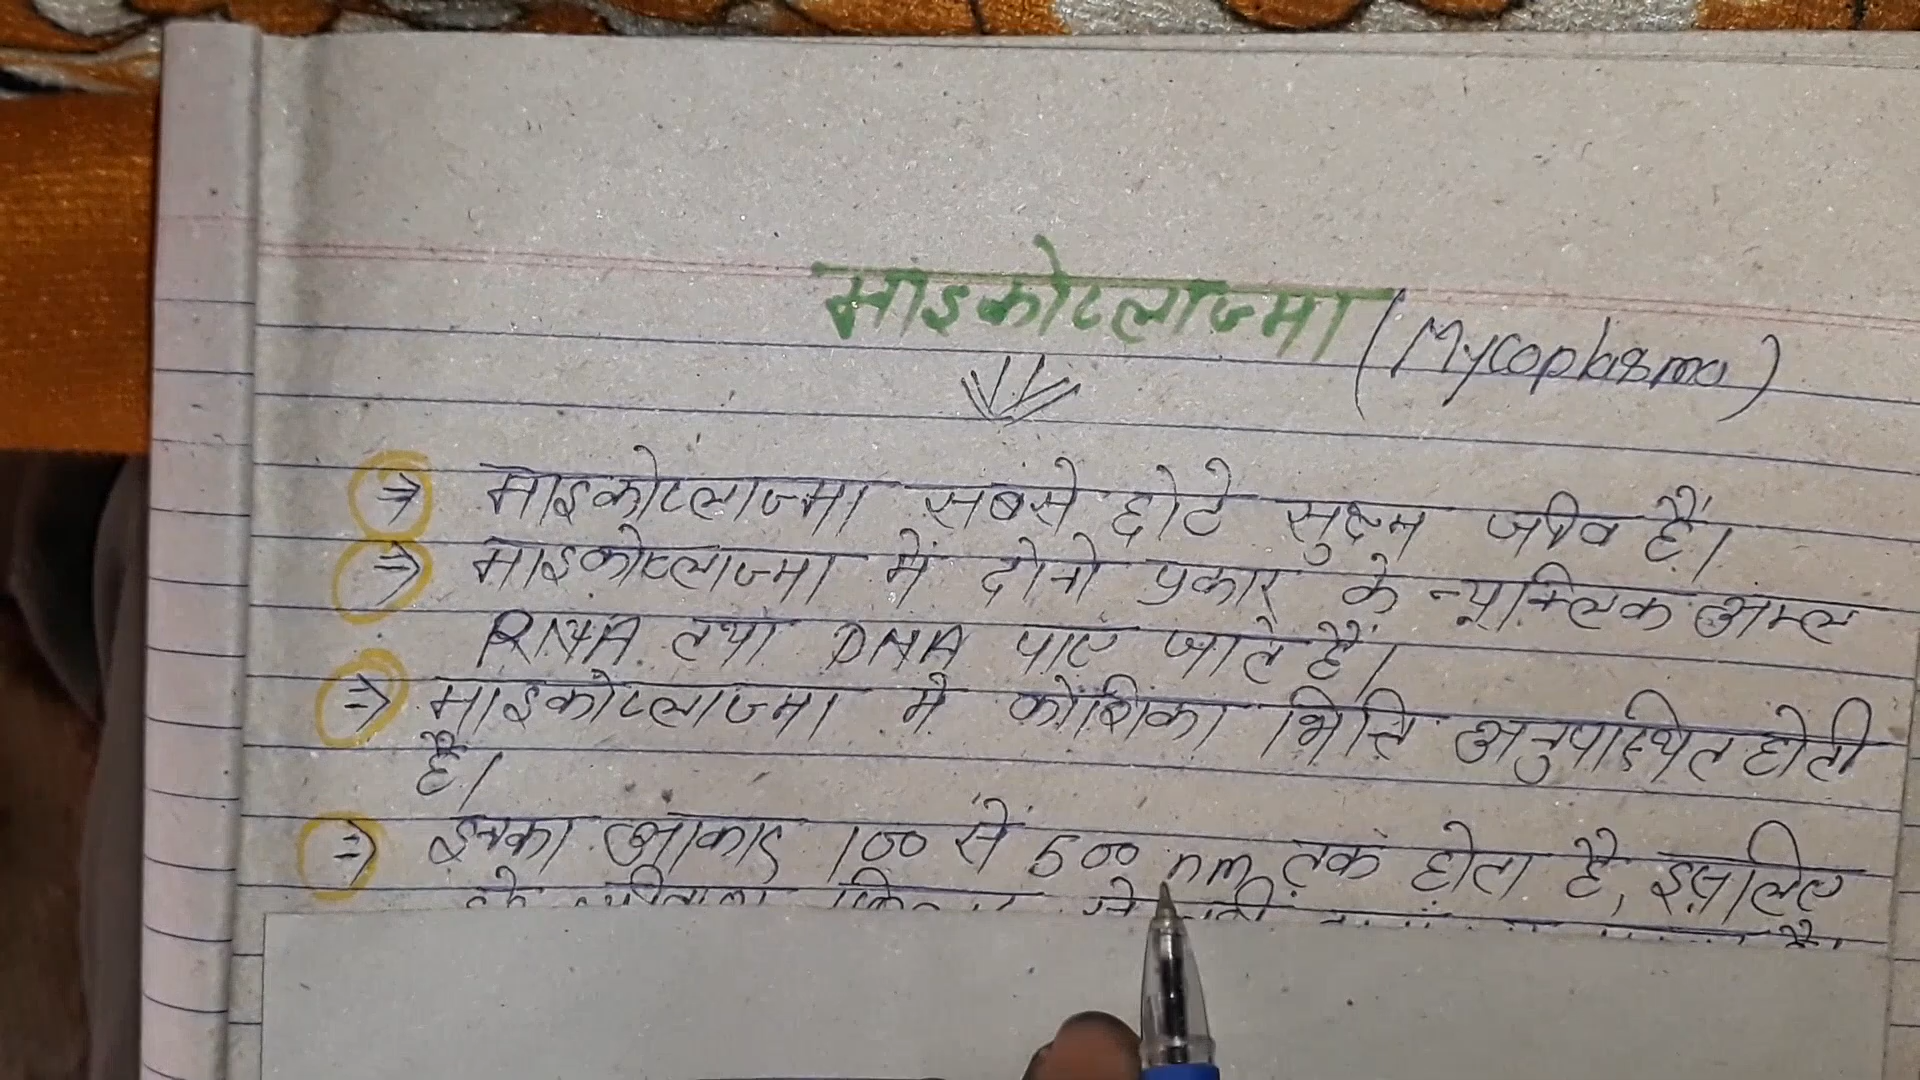 माइकोप्लाज्मा (Mycoplasma)
⇒ माइकोप्लाज्मा सबसे छोटे सुक्ष्म जीव हैं।
⇒ माइकोप्लाज्मा में दोनो प्रकार के न्यूक्लिक अम्ल
RNA तथा DNA पाए जाते हैं।
⇒ माइकोप्लाज्मा मे कोशिका भित्ति अनुपस्थित होती
है।
⇒ इनका आकार 100 से 500 nm तक होता है, इसलिए